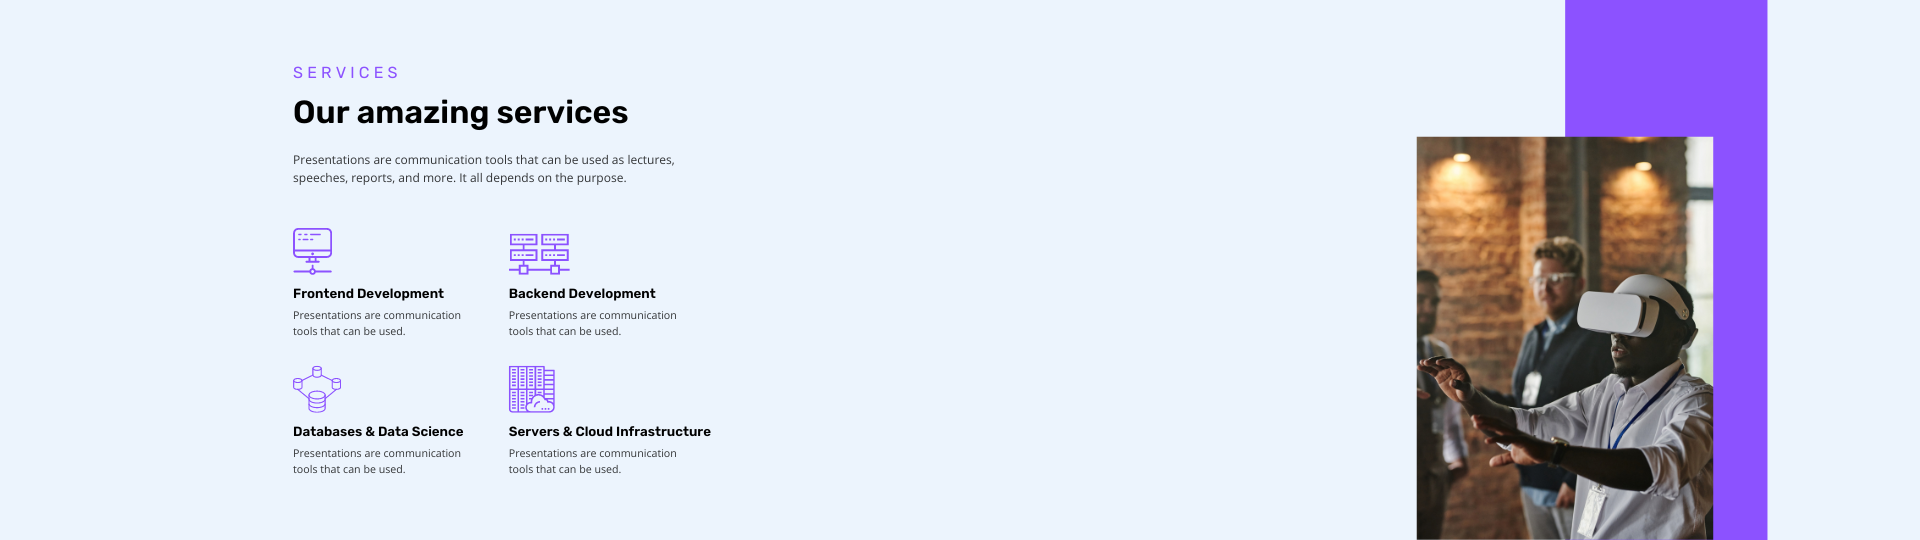 SERVICES
Our amazing services
Presentations are communication tools that can be used as lectures,
speeches, reports, and more. It all depends on the purpose.
Frontend Development
Presentations are communication
tools that can be used.
Backend Development
Presentations are communication
tools that can be used.
Databases & Data Science
Presentations are communication
tools that can be used.
Servers & Cloud Infrastructure
Presentations are communication
tools that can be used.